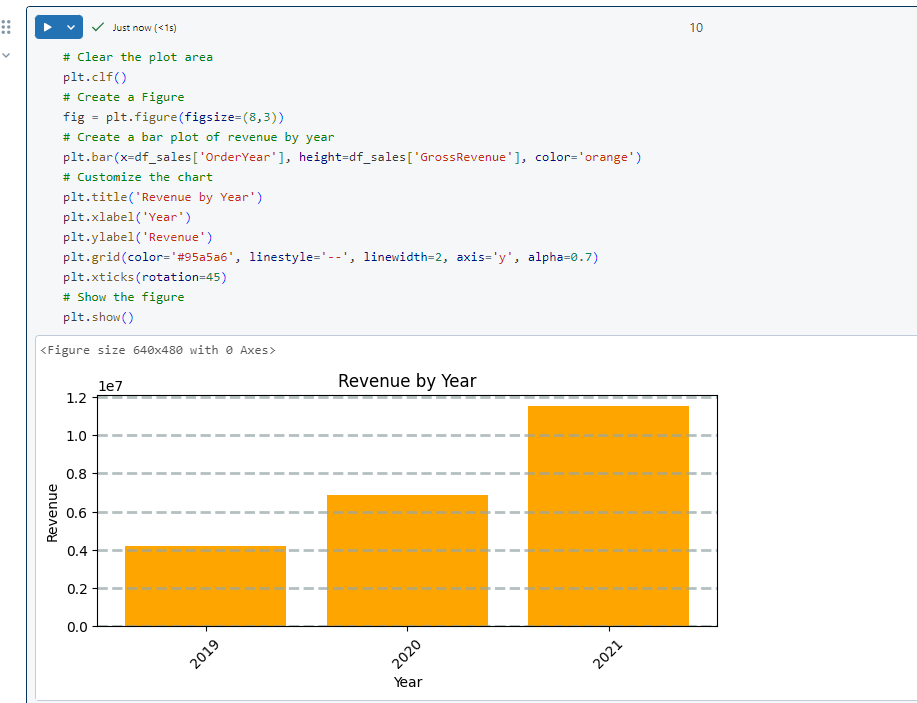 Just now (<1s)
10
# Clear the plot area
plt.clf()
# Create a Figure
fig = plt.figure(figsize=(8,3))
# Create a bar plot of revenue by year
plt.bar(x=df_sales['OrderYear'], height=df_sales['GrossRevenue'], color='orange')
# Customize the chart
plt.title('Revenue by Year')
plt.xlabel('Year')
plt.ylabel('Revenue')
plt.grid(color='#95a5a6', linestyle='--', linewidth=2, axis='y', alpha=0.7)
plt.xticks(rotation=45)
# Show the figure
plt.show()
<Figure size 640x480 with 0 Axes>
Revenue by Year
1e7
1.2
1.0
0.8
0.6
0.4
0.2
0.0
Revenue
2019
2020
2021
Year